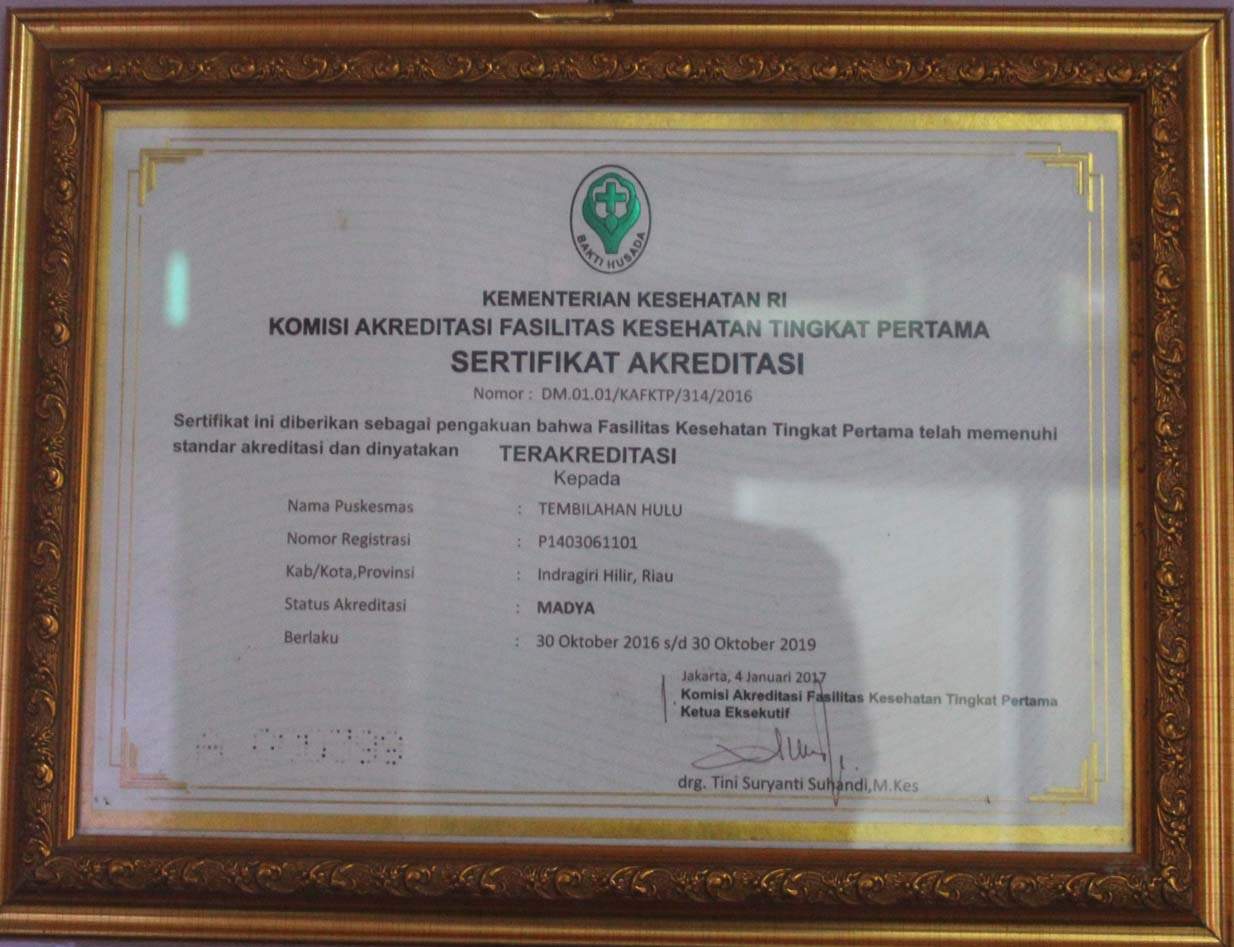 BAKTI HUSADA
KEMENTERIAN KESEHATAN RI
KOMISI AKREDITASI FASILITAS KESEHATAN TINGKAT PERTAMA
SERTIFIKAT AKREDITASI
Nomor : DM.01.01/KAFKTP/314/2016
Sertifikat ini diberikan sebagai pengakuan bahwa Fasilitas Kesehatan Tingkat Pertama telah memenuhi
standar akreditasi dan dinyatakan TERAKREDITASI
Kepada
Nama Puskesmas : TEMBILAHAN HULU
Nomor Registrasi : P1403061101
Kab/Kota,Provinsi : Indragiri Hilir, Riau
Status Akreditasi : MADYA
Berlaku : 30 Oktober 2016 s/d 30 Oktober 2019
Jakarta, 4 Januari 2017
Komisi Akreditasi Fasilitas Kesehatan Tingkat Pertama
Ketua Eksekutif
drg. Tini Suryanti Suhandi,M.Kes